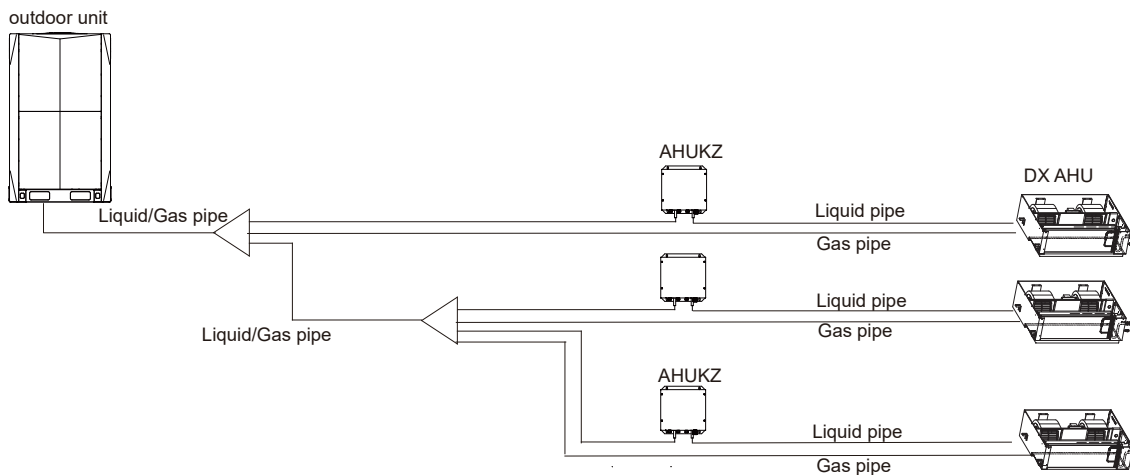 outdoor unit
AHUKZ
DX AHU
Liquid/Gas pipe
Liquid pipe
Gas pipe
Liquid pipe
Gas pipe
Liquid/Gas pipe
AHUKZ
Liquid pipe
Gas pipe